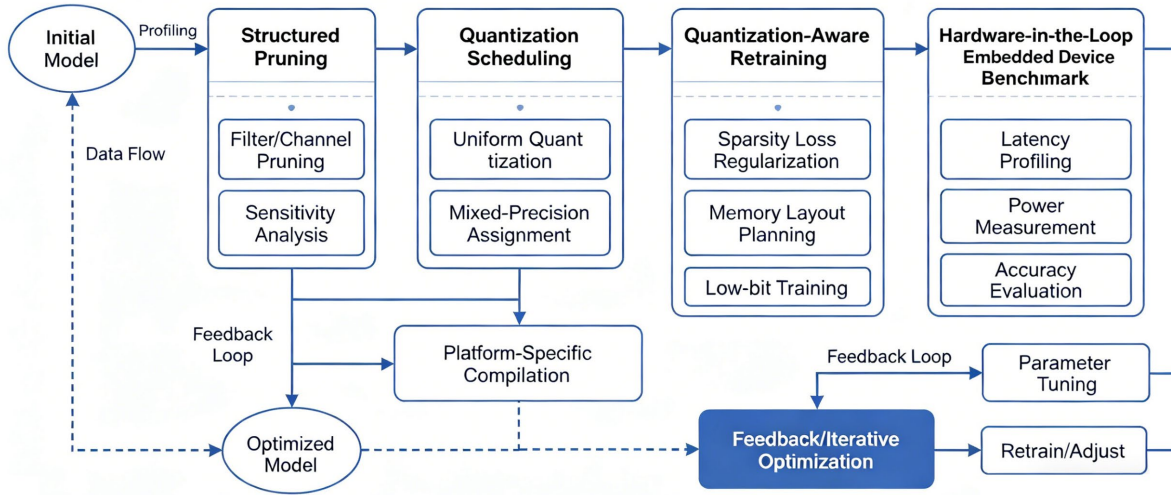 Initial
Model
Profiling
Structured
Pruning
Filter/Channel
Pruning
Sensitivity
Analysis
Quantization
Scheduling
Uniform Quant
tization
Mixed-Precision
Assignment
Quantization-Aware
Retraining
Sparsity Loss
Regularization
Memory Layout
Planning
Low-bit Training
Hardware-in-the-Loop
Embedded Device
Benchmark
Latency
Profiling
Power
Measurement
Accuracy
Evaluation
Data Flow
Feedback
Loop
Platform-Specific
Compilation
Feedback Loop
Parameter
Tuning
Optimized
Model
Feedback/Iterative
Optimization
Retrain/Adjust